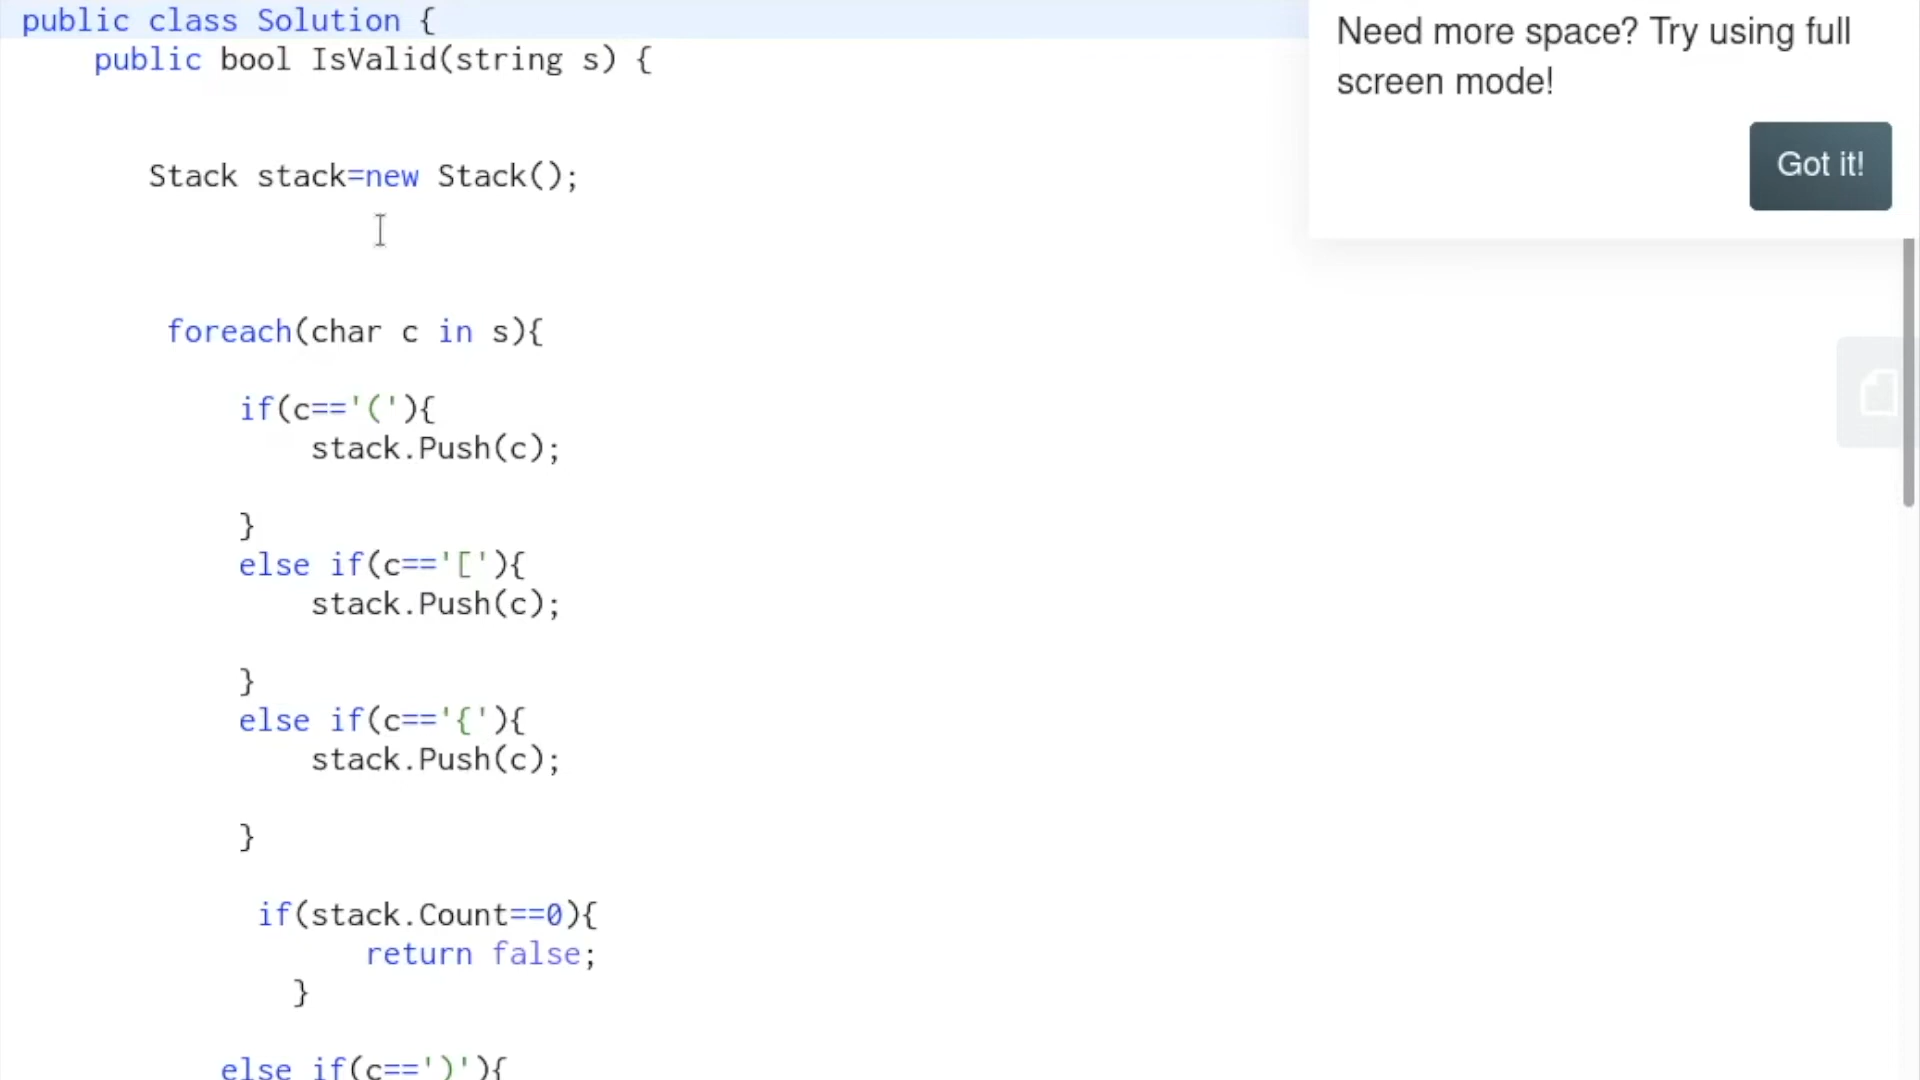 public class Solution {
public bool IsValid(string s) {
Stack stack=new Stack();
foreach(char c in s){
if(c=='('){
stack.Push(c);
}
else if(c=='['){
stack.Push(c);
}
else if(c=='{'){
stack.Push(c);
}
if(stack.Count==0){
return false;
}
else if(c==')'){
Need more space? Try using full
screen mode!
Got it!